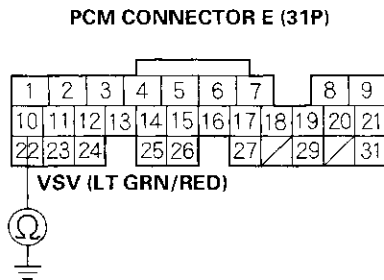 PCM CONNECTOR E (31P)
1 2 3 4 5 6 7 8 9
10 11 12 13 14 15 16 17 18 19 20 21
22 23 24 25 26 27 29 31
VSV (LT GRN/RED)
Ω